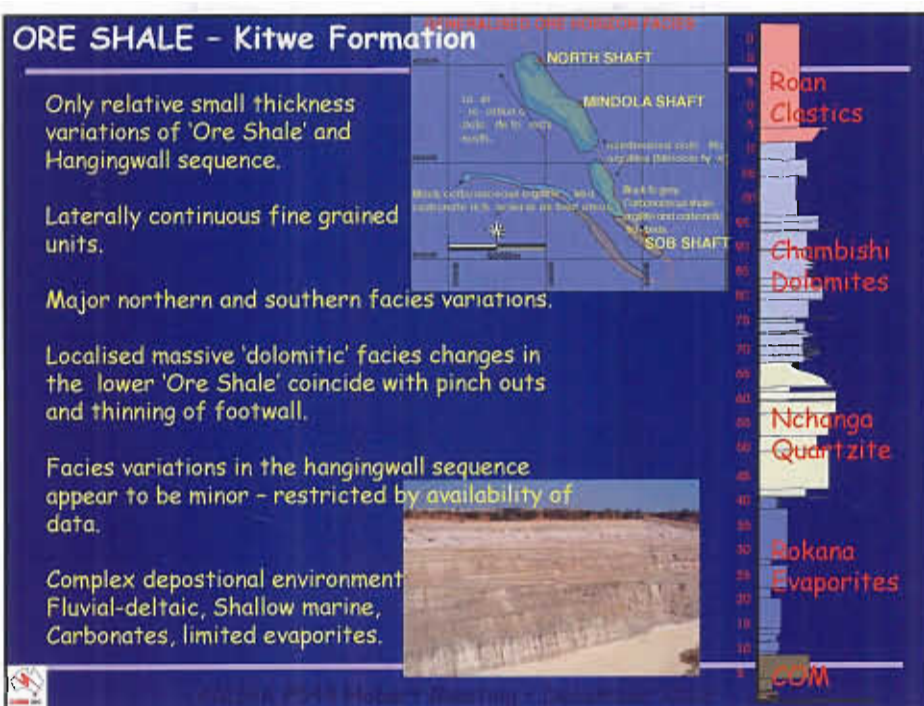 ORE SHALE – Kitwe Formation
Only relative small thickness
variations of 'Ore Shale' and
Hangingwall sequence.
Laterally continuous fine grained
units.
Major northern and southern facies variations.
Localised massive 'dolomitic' facies changes in
the lower 'Ore Shale' coincide with pinch outs
and thinning of footwall.
Facies variations in the hangingwall sequence
appear to be minor – restricted by availability of
data.
Complex depostional environment
Fluvial-deltaic, Shallow marine,
Carbonates, limited evaporites.
GENERALISED ORE HORIZON FACIES
NORTH SHAFT
MINDOLA SHAFT
SOB SHAFT
Roan
Clastics
Chambishi
Dolomites
Nchanga
Quartzite
Rokana
Evaporites
COM